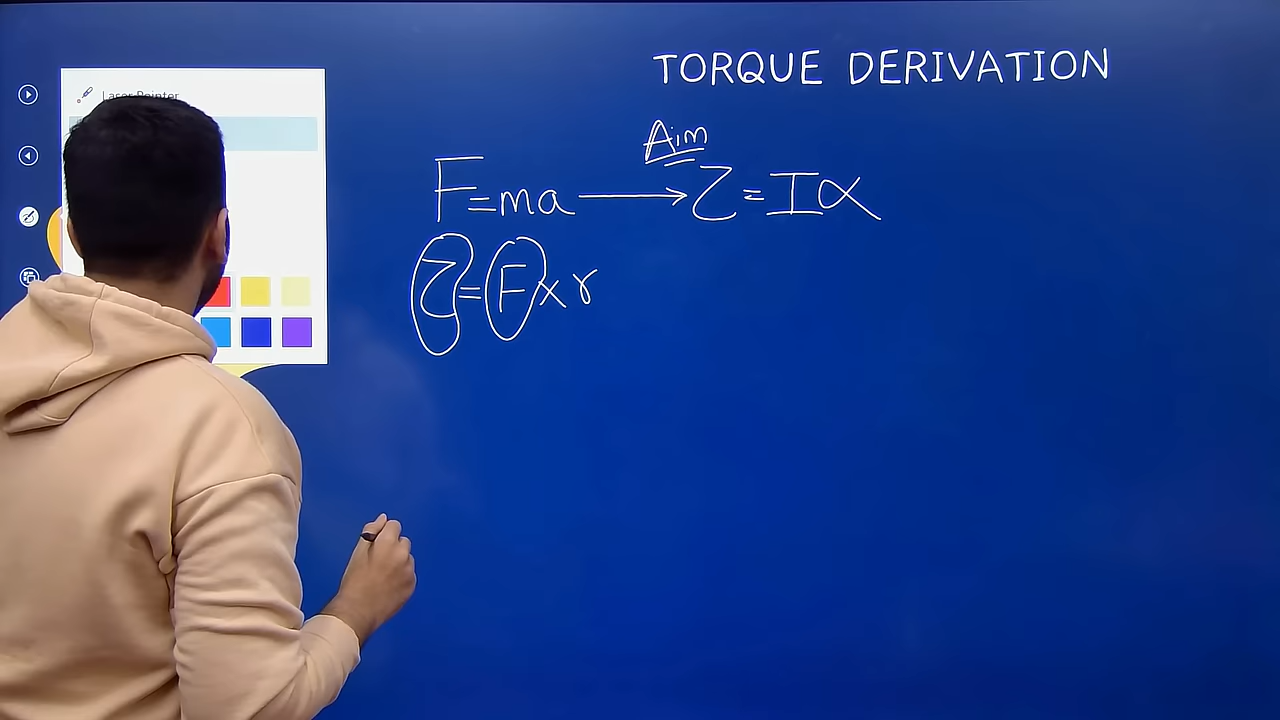 Laser Pointer
TORQUE DERIVATION
Aim
F=ma ⟶ τ=Iα
τ=F×r